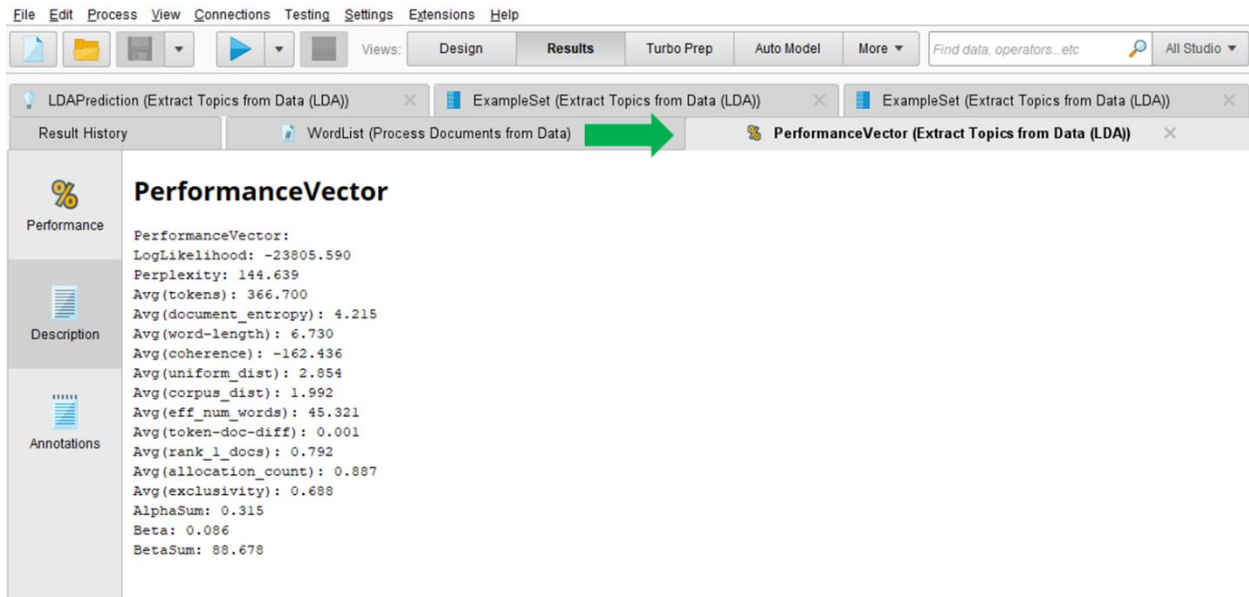 File Edit Process View Connections Testing Settings Extensions Help
Views: Design Results Turbo Prep Auto Model More Find data, operators...etc All Studio
LDAPrediction (Extract Topics from Data (LDA)) ExampleSet (Extract Topics from Data (LDA)) ExampleSet (Extract Topics from Data (LDA))
Result History WordList (Process Documents from Data) % PerformanceVector (Extract Topics from Data (LDA))
%
Performance
Description
Annotations
PerformanceVector
PerformanceVector:
LogLikelihood: -23805.590
Perplexity: 144.639
Avg(tokens): 366.700
Avg(document_entropy): 4.215
Avg(word-length): 6.730
Avg(coherence): -162.436
Avg(uniform_dist): 2.854
Avg(corpus_dist): 1.992
Avg(eff_num_words): 45.321
Avg(token-doc-diff): 0.001
Avg(rank_1_docs): 0.792
Avg(allocation_count): 0.887
Avg(exclusivity): 0.688
AlphaSum: 0.315
Beta: 0.086
BetaSum: 88.678